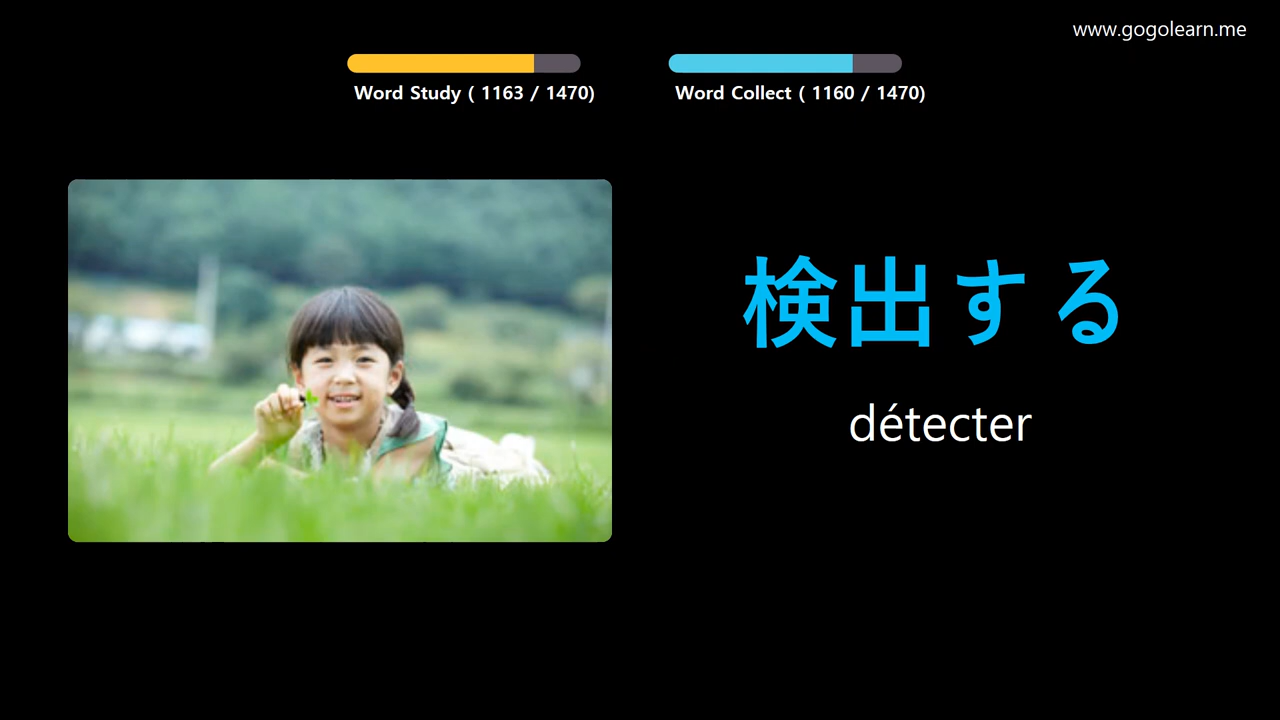 www.gogolearn.me
Word Study ( 1163 / 1470)
Word Collect ( 1160 / 1470)
検出する
détecter